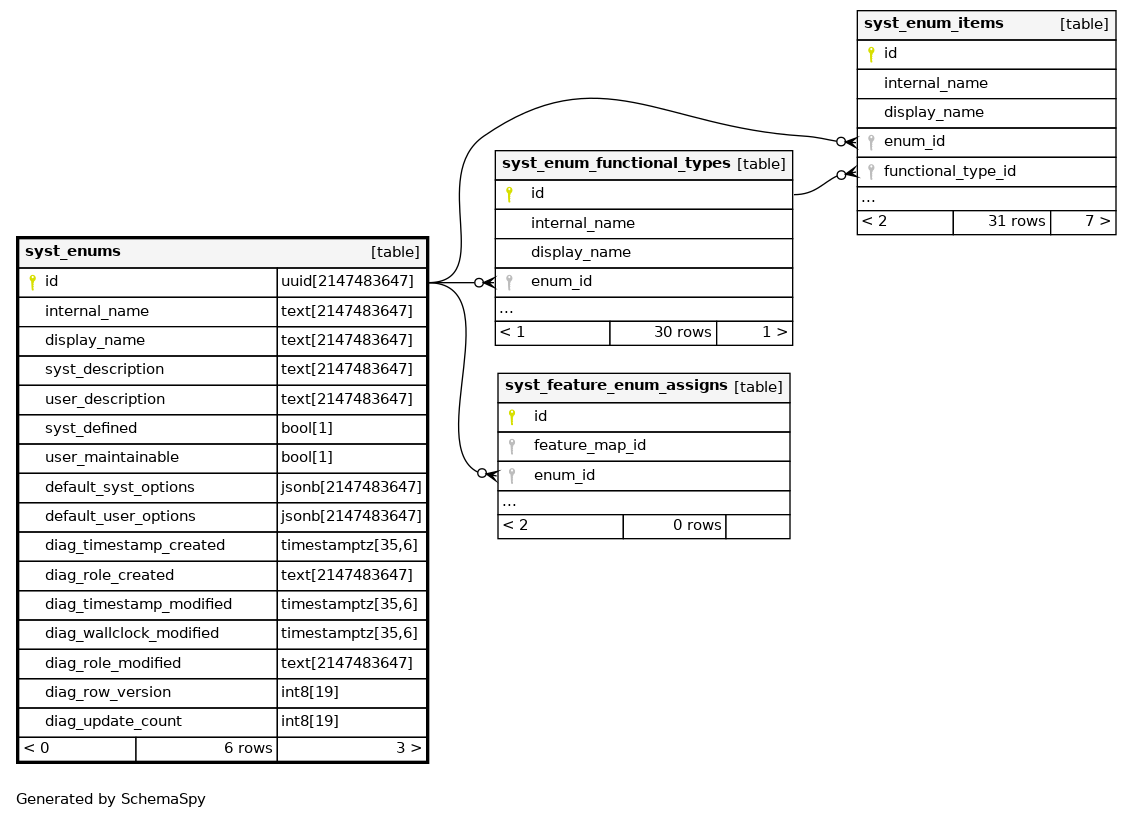 syst_enum_items [table]
id
internal_name
display_name
enum_id
functional_type_id
...
< 2 31 rows 7 >
syst_enum_functional_types [table]
id
internal_name
display_name
enum_id
...
< 1 30 rows 1 >
syst_enums [table]
id uuid[2147483647]
internal_name text[2147483647]
display_name text[2147483647]
syst_description text[2147483647]
user_description text[2147483647]
syst_defined bool[1]
user_maintainable bool[1]
default_syst_options jsonb[2147483647]
default_user_options jsonb[2147483647]
diag_timestamp_created timestamptz[35,6]
diag_role_created text[2147483647]
diag_timestamp_modified timestamptz[35,6]
diag_wallclock_modified timestamptz[35,6]
diag_role_modified text[2147483647]
diag_row_version int8[19]
diag_update_count int8[19]
< 0 6 rows 3 >
syst_feature_enum_assigns [table]
id
feature_map_id
enum_id
...
< 2 0 rows
Generated by SchemaSpy